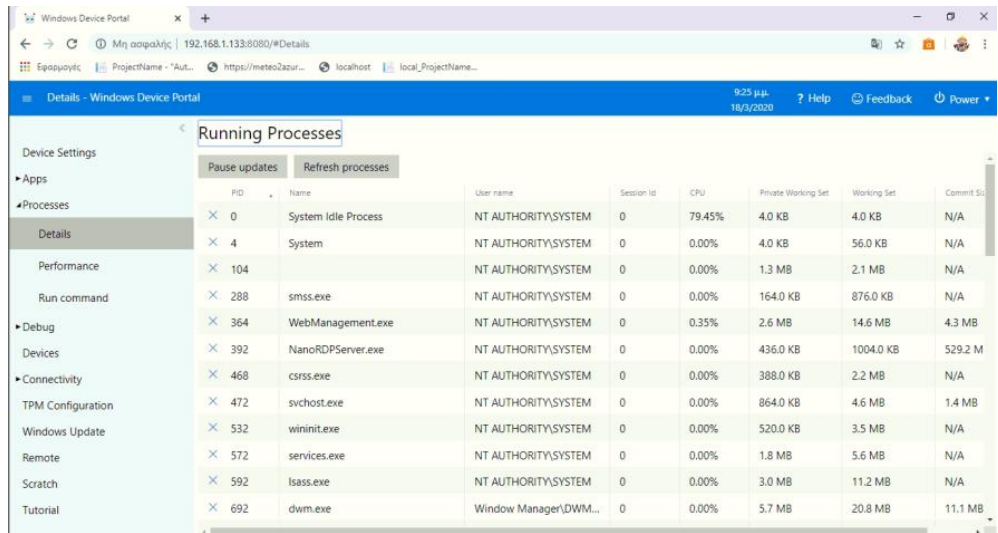 Windows Device Portal
Μη ασφαλής | 192.168.1.133:8080/#Details
Εφαρμογές ProjectName - "Aut... https://meteo2azur... localhost local_ProjectName...
Details - Windows Device Portal
9:25 μμ.
18/3/2020
? Help
Feedback
Power
Device Settings
Apps
Processes
Details
Performance
Run command
Debug
Devices
Connectivity
TPM Configuration
Windows Update
Remote
Scratch
Tutorial
Running Processes
Pause updates Refresh processes
PID Name User name Session Id CPU Private Working Set Working Set Commit Siz
0 System Idle Process NT AUTHORITY\SYSTEM 0 79.45% 4.0 KB 4.0 KB N/A
4 System NT AUTHORITY\SYSTEM 0 0.00% 4.0 KB 56.0 KB N/A
104 NT AUTHORITY\SYSTEM 0 0.00% 1.3 MB 2.1 MB N/A
288 smss.exe NT AUTHORITY\SYSTEM 0 0.00% 164.0 KB 876.0 KB N/A
364 WebManagement.exe NT AUTHORITY\SYSTEM 0 0.35% 2.6 MB 14.6 MB 4.3 MB
392 NanoRDPServer.exe NT AUTHORITY\SYSTEM 0 0.00% 436.0 KB 1004.0 KB 529.2 M
468 csrss.exe NT AUTHORITY\SYSTEM 0 0.00% 388.0 KB 2.2 MB N/A
472 svchost.exe NT AUTHORITY\SYSTEM 0 0.00% 864.0 KB 4.6 MB 1.4 MB
532 wininit.exe NT AUTHORITY\SYSTEM 0 0.00% 520.0 KB 3.5 MB N/A
572 services.exe NT AUTHORITY\SYSTEM 0 0.00% 1.8 MB 5.6 MB N/A
592 lsass.exe NT AUTHORITY\SYSTEM 0 0.00% 3.0 MB 11.2 MB N/A
692 dwm.exe Window Manager\DWM... 0 0.00% 5.7 MB 20.8 MB 11.1 MB